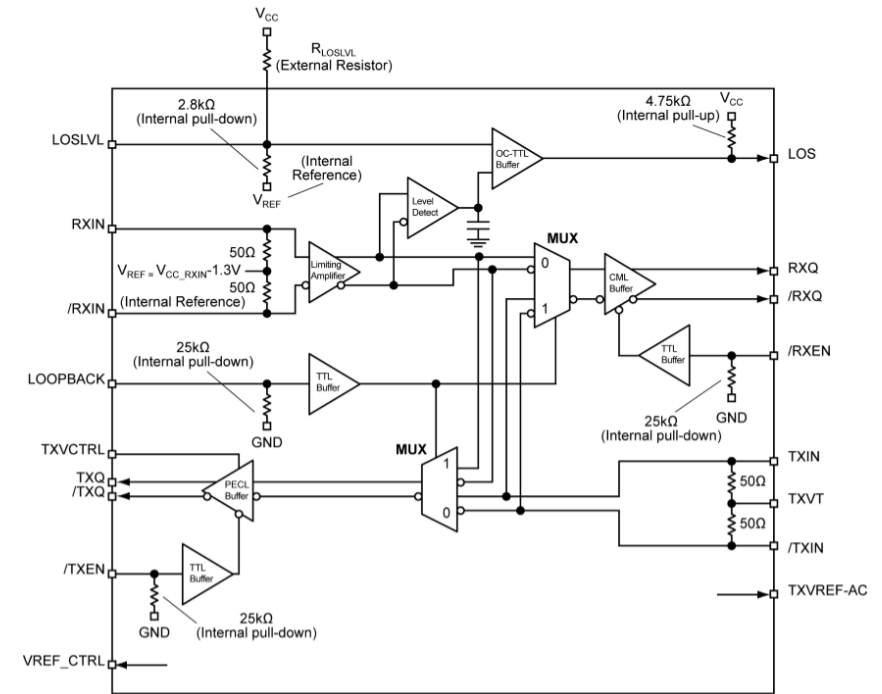 VCC
RLOSLVL
(External Resistor)
2.8kΩ
(Internal pull-down)
4.75kΩ
(Internal pull-up)
VCC
LOSLVL
OC-TTL
Buffer
LOS
(Internal
Reference)
VREF
Level
Detect
RXIN
MUX
50Ω
Limiting
Amplifier
0
CML
Buffer
RXQ
VREF = VCC_RXIN-1.3V
50Ω
(Internal Reference)
1
/RXQ
/RXIN
25kΩ
(Internal pull-down)
TTL
Buffer
/RXEN
LOOPBACK
TTL
Buffer
GND
25kΩ
(Internal pull-down)
GND
TXVCTRL
MUX
1
TXIN
TXQ
/TXQ
PECL
Buffer
50Ω
TXVT
0
50Ω
/TXIN
/TXEN
TTL
Buffer
TXVREF-AC
GND
25kΩ
(Internal pull-down)
VREF_CTRL